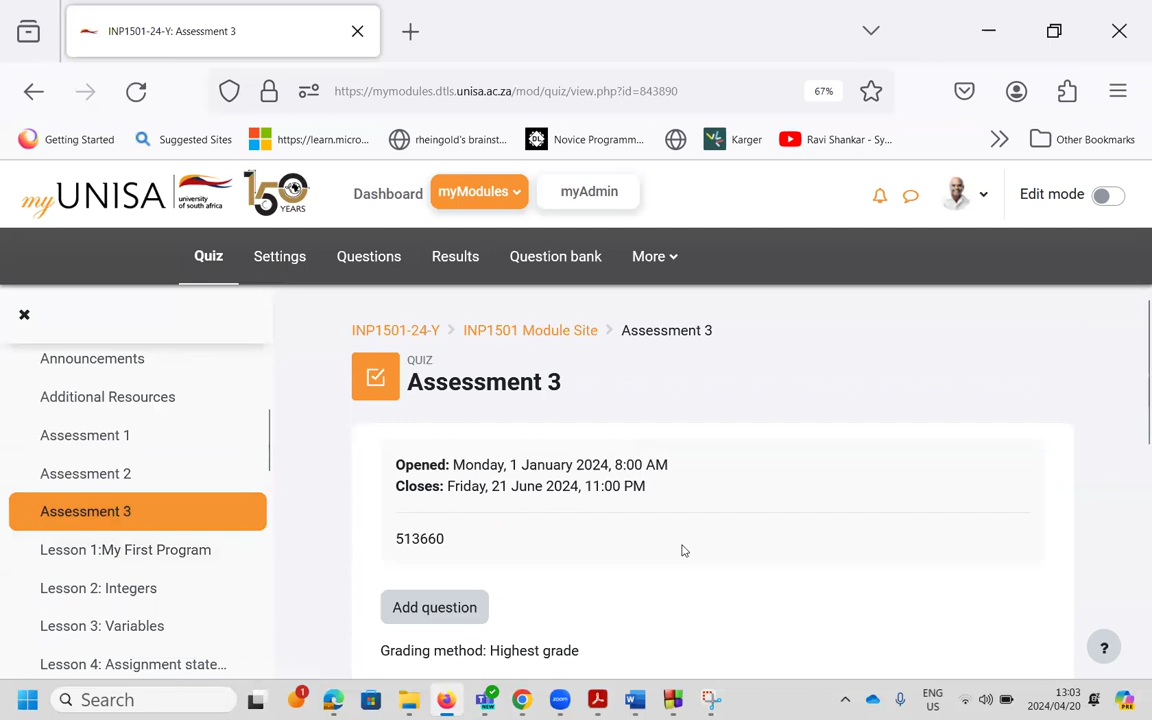 INP1501-24-Y: Assessment 3
https://mymodules.dtls.unisa.ac.za/mod/quiz/view.php?id=843890
67%
Getting Started
Suggested Sites
https://learn.micro...
rheingold's brainst...
Novice Programm...
Karger
Ravi Shankar - Sy...
Other Bookmarks
my UNISA
university
of south africa
150
YEARS
Dashboard
myModules
myAdmin
Edit mode
Quiz
Settings
Questions
Results
Question bank
More
INP1501-24-Y
INP1501 Module Site
Assessment 3
QUIZ
Assessment 3
Announcements
Additional Resources
Assessment 1
Assessment 2
Assessment 3
Lesson 1:My First Program
Lesson 2: Integers
Lesson 3: Variables
Lesson 4: Assignment state...
Opened: Monday, 1 January 2024, 8:00 AM
Closes: Friday, 21 June 2024, 11:00 PM
513660
Add question
Grading method: Highest grade
?
Search
1
NEW
zoom
ENG
US
13:03
2024/04/20
PRE